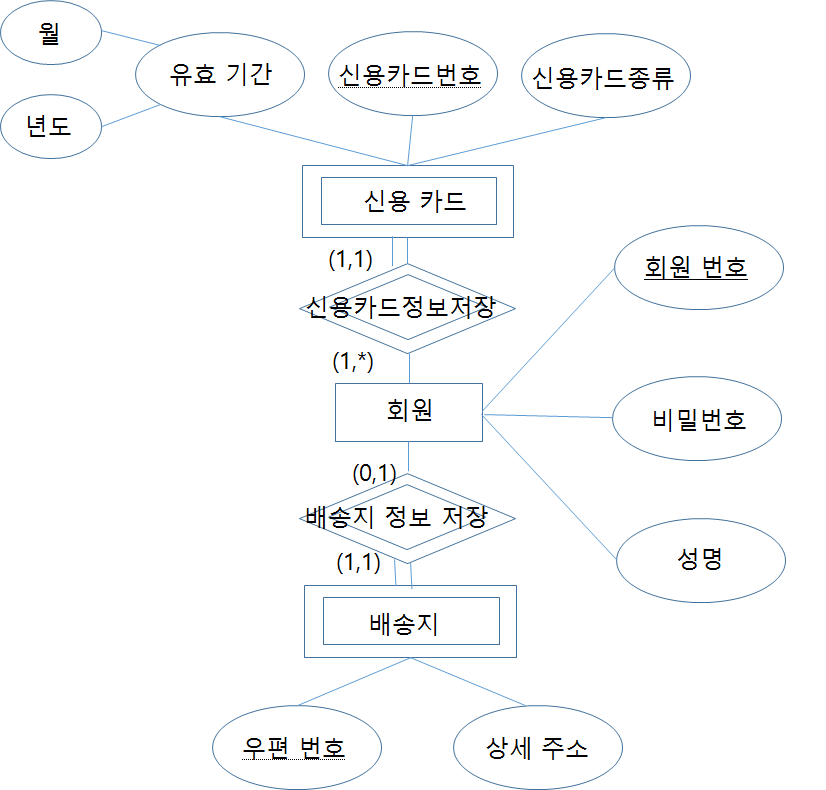 월
유효 기간
신용카드번호
신용카드종류
년도
신용 카드
(1,1)
회원 번호
신용카드정보저장
(1,*)
회원
비밀번호
(0,1)
배송지 정보 저장
(1,1)
성명
배송지
우편 번호
상세 주소